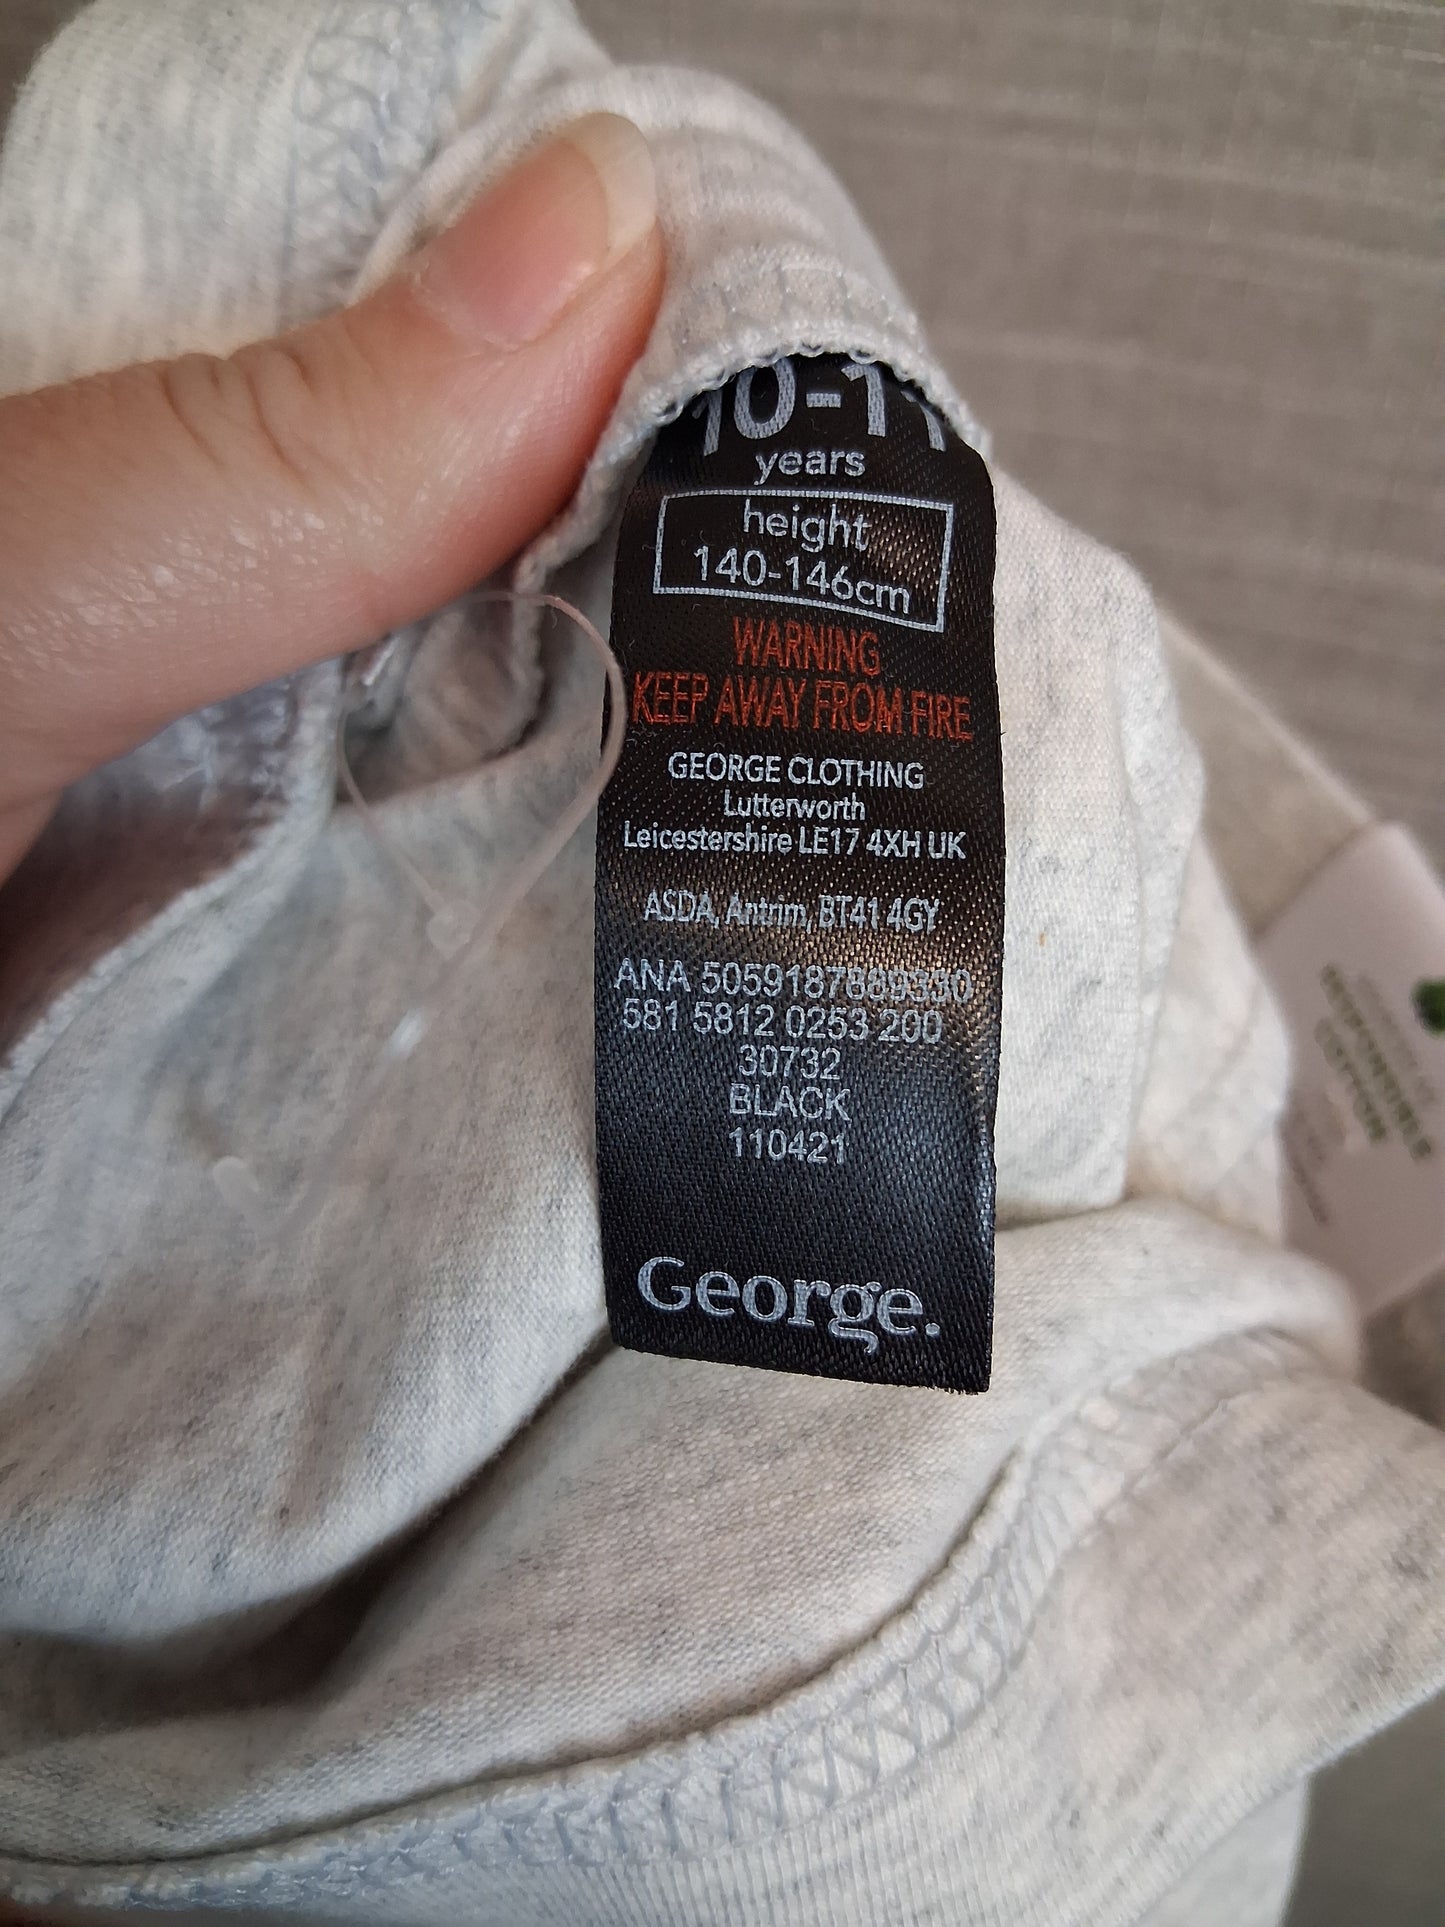 10-11
years
height
140-146cm
WARNING
KEEP AWAY FROM FIRE
GEORGE CLOTHING
Lutterworth
Leicestershire LE17 4XH UK
ASDA, Antrim, BT41 4GY
ANA 5059187889330
581 5812 0253 200
30732
BLACK
110421
George.